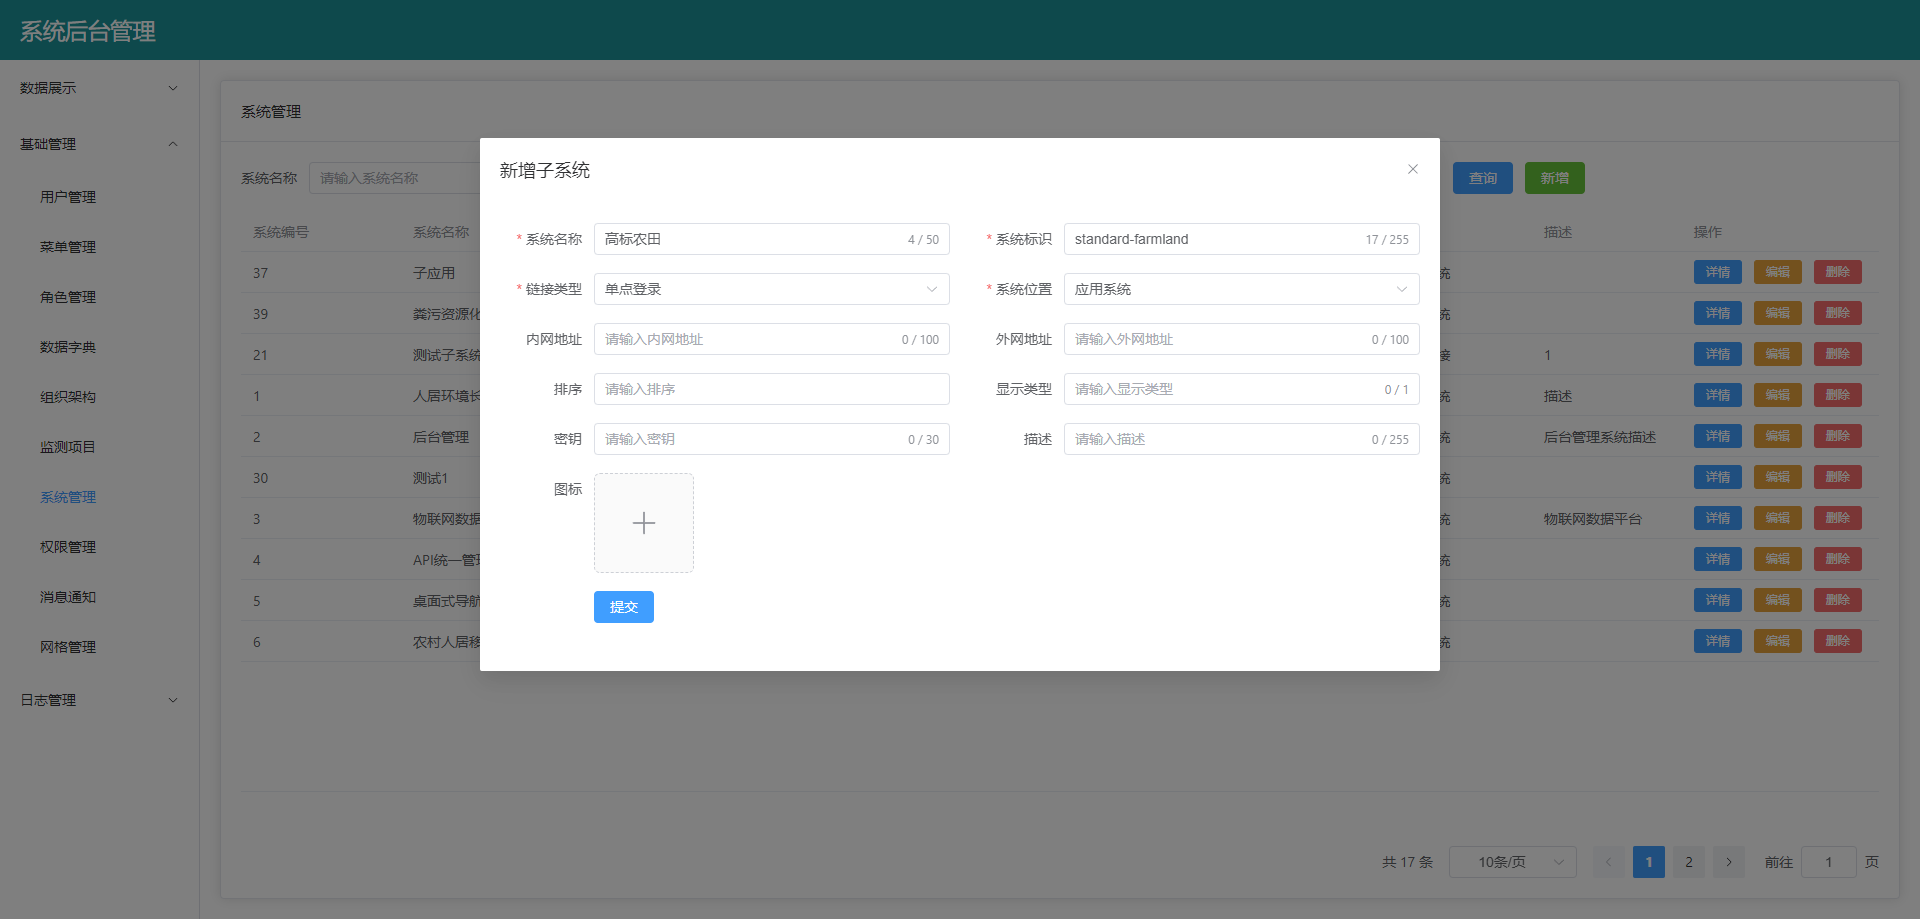 系统后台管理
数据展示
基础管理
用户管理
菜单管理
角色管理
数据字典
组织架构
监测项目
系统管理
权限管理
消息通知
网格管理
日志管理
系统管理
系统名称 请输入系统名称 查询 新增
系统编号 系统名称 描述 操作
37 子应用 统 详情 编辑 删除
39 粪污资源化 统 详情 编辑 删除
21 测试子系统 接 1 详情 编辑 删除
1 人居环境长 统 描述 详情 编辑 删除
2 后台管理 统 后台管理系统描述 详情 编辑 删除
30 测试1 统 详情 编辑 删除
3 物联网数据 统 物联网数据平台 详情 编辑 删除
4 API统一管理 统 详情 编辑 删除
5 桌面式导航 统 详情 编辑 删除
6 农村人居移 统 详情 编辑 删除
共 17 条 10条/页 1 2 前往 1 页
新增子系统
* 系统名称 高标农田 4 / 50 * 系统标识 standard-farmland 17 / 255
* 链接类型 单点登录 * 系统位置 应用系统
内网地址 请输入内网地址 0 / 100 外网地址 请输入外网地址 0 / 100
排序 请输入排序 显示类型 请输入显示类型 0 / 1
密钥 请输入密钥 0 / 30 描述 请输入描述 0 / 255
图标
提交